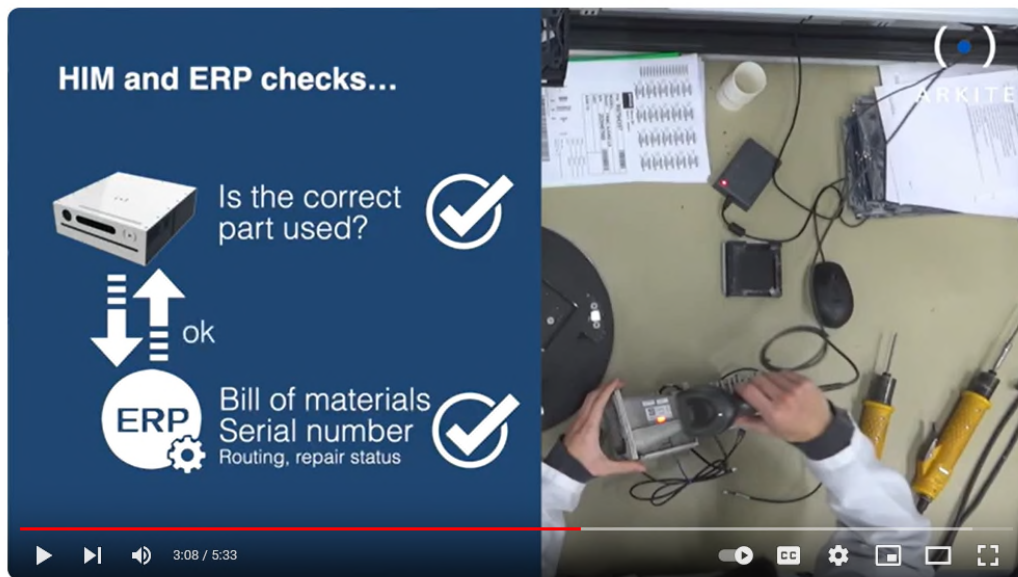 HIM and ERP checks...
ARKITE
Is the correct
part used?
ok
ERP
Bill of materials
Serial number
Routing, repair status
3:08 / 5:33
CC